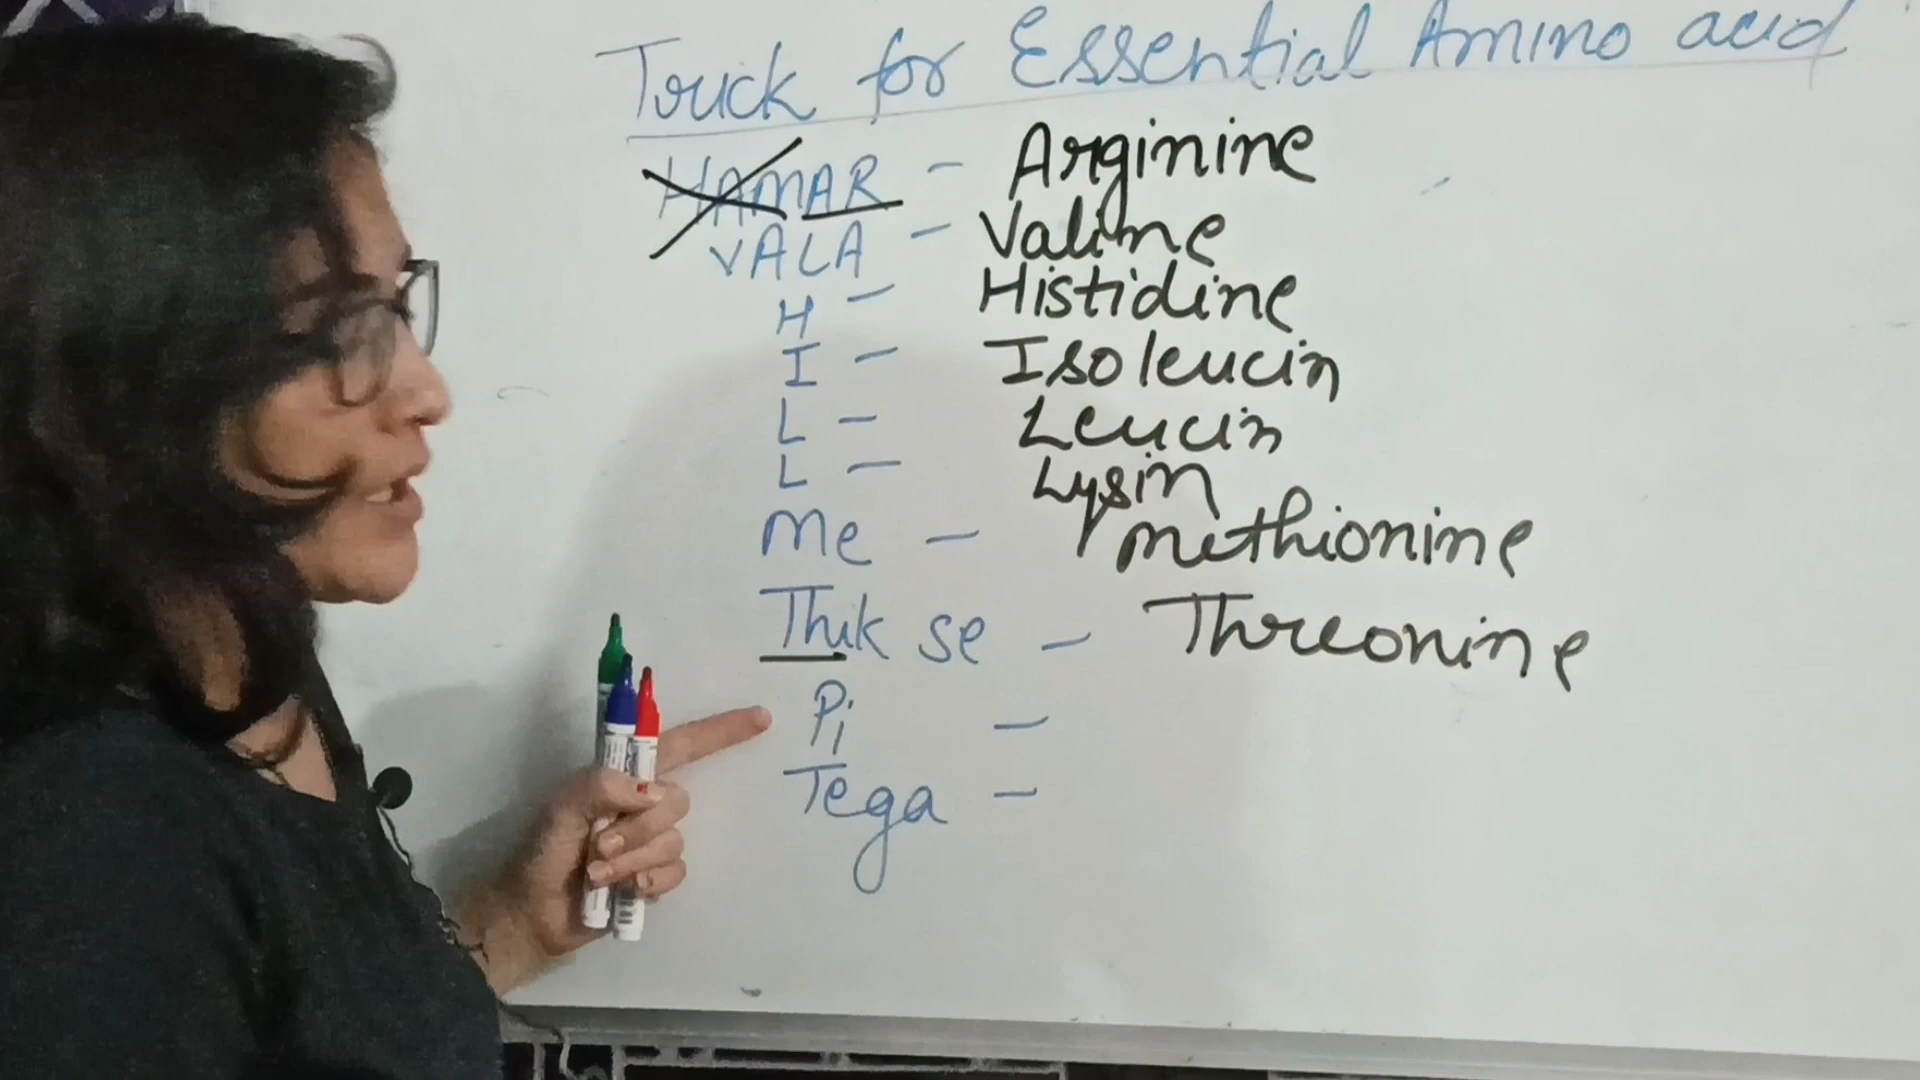 Trick for Essential Amino acid
HAMAR - Arginine
VALA - Valine
H - Histidine
I - Isoleucin
L - Leucin
L - Lysin
Me - Methionine
Thik se - Threonine
Pi -
Tega -